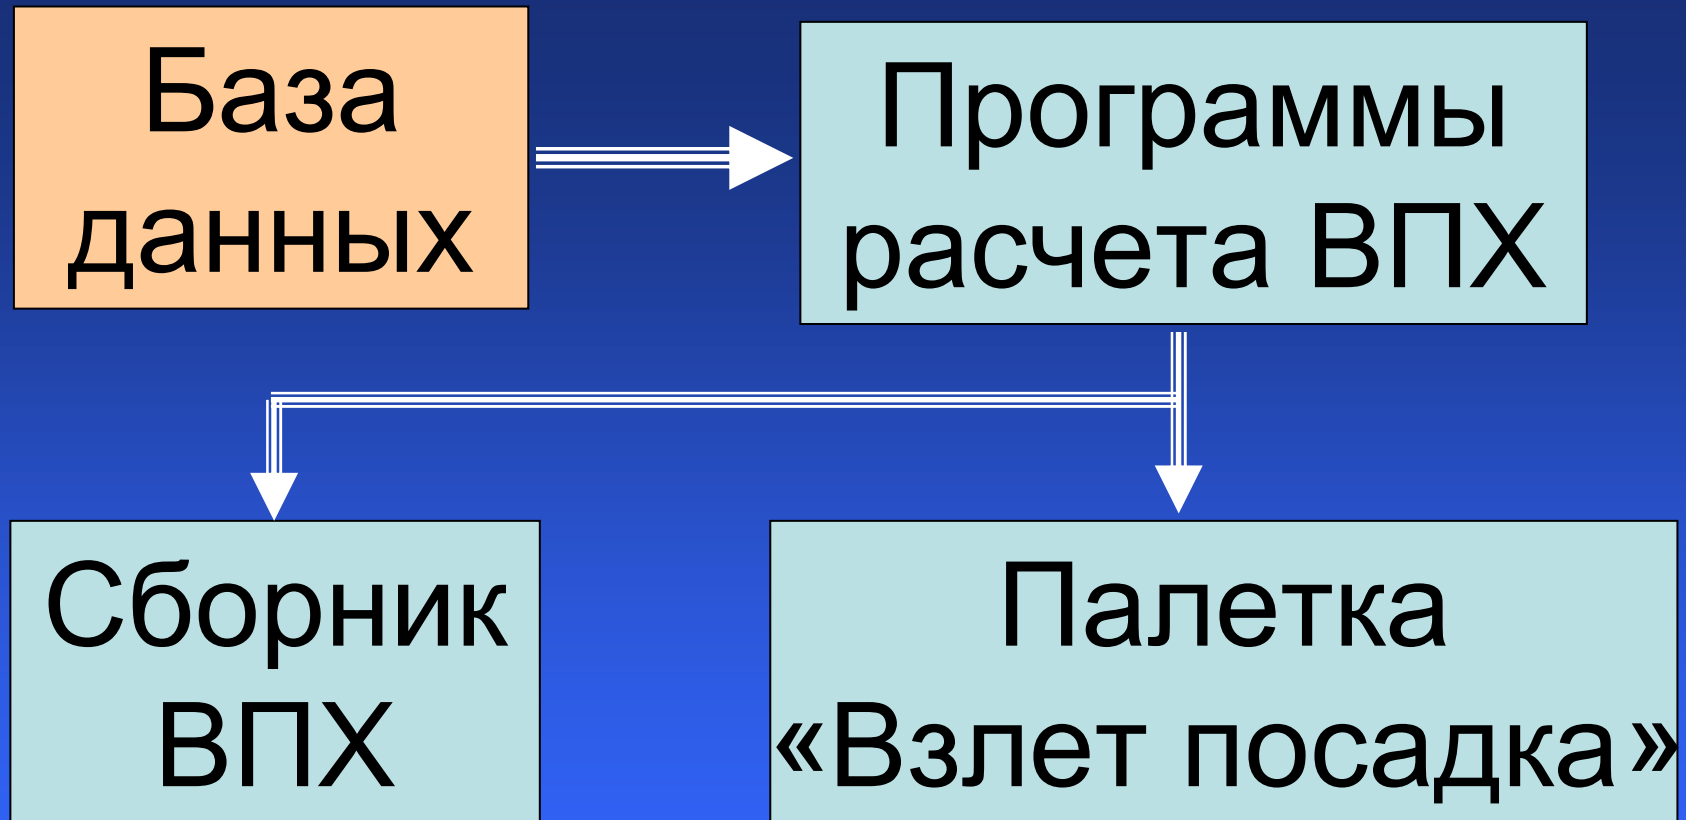 База
данных
Программы
расчета ВПХ
Сборник
ВПХ
Палетка
«Взлет посадка»